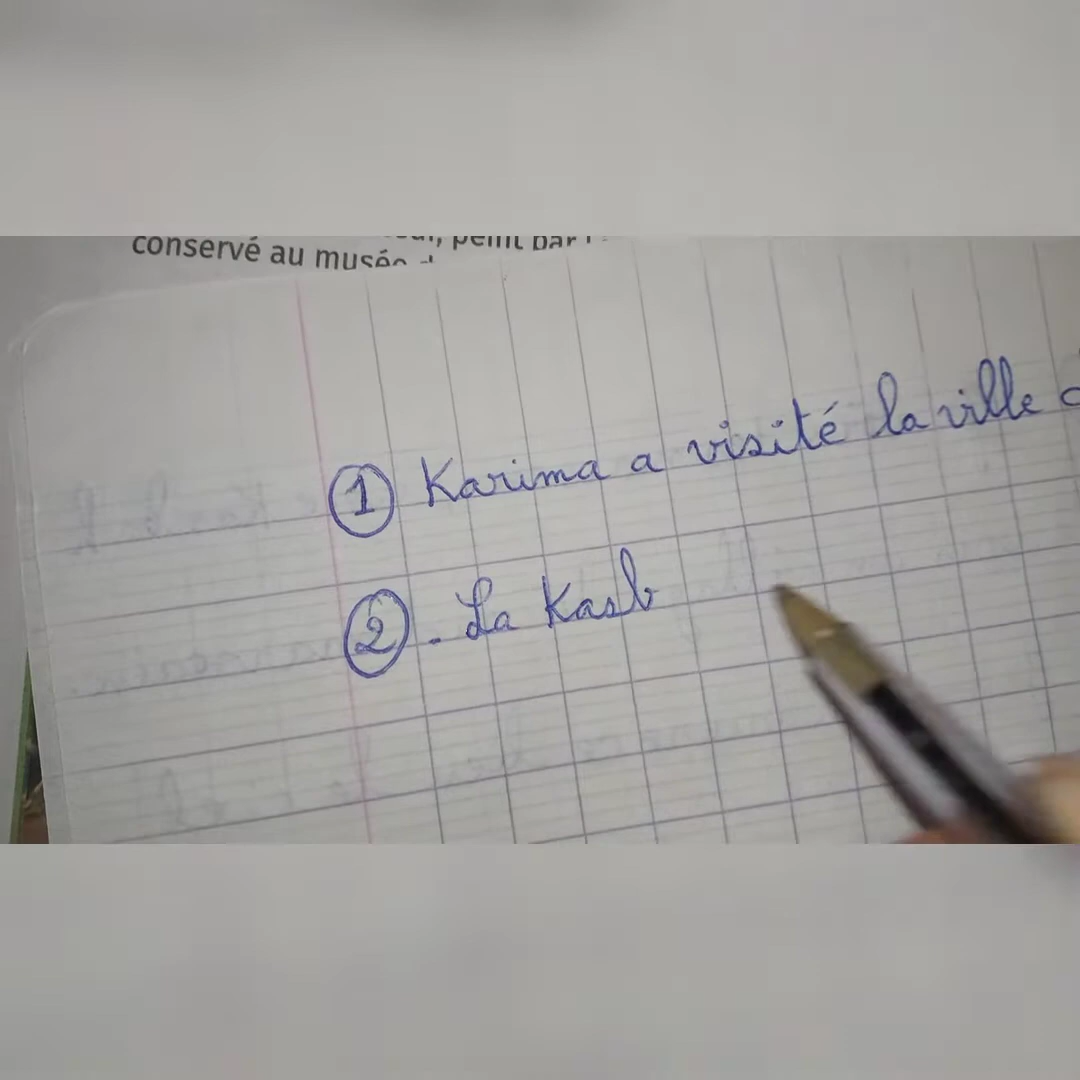 conservé au musée
① Karima a visité la ville
② - La Kasb